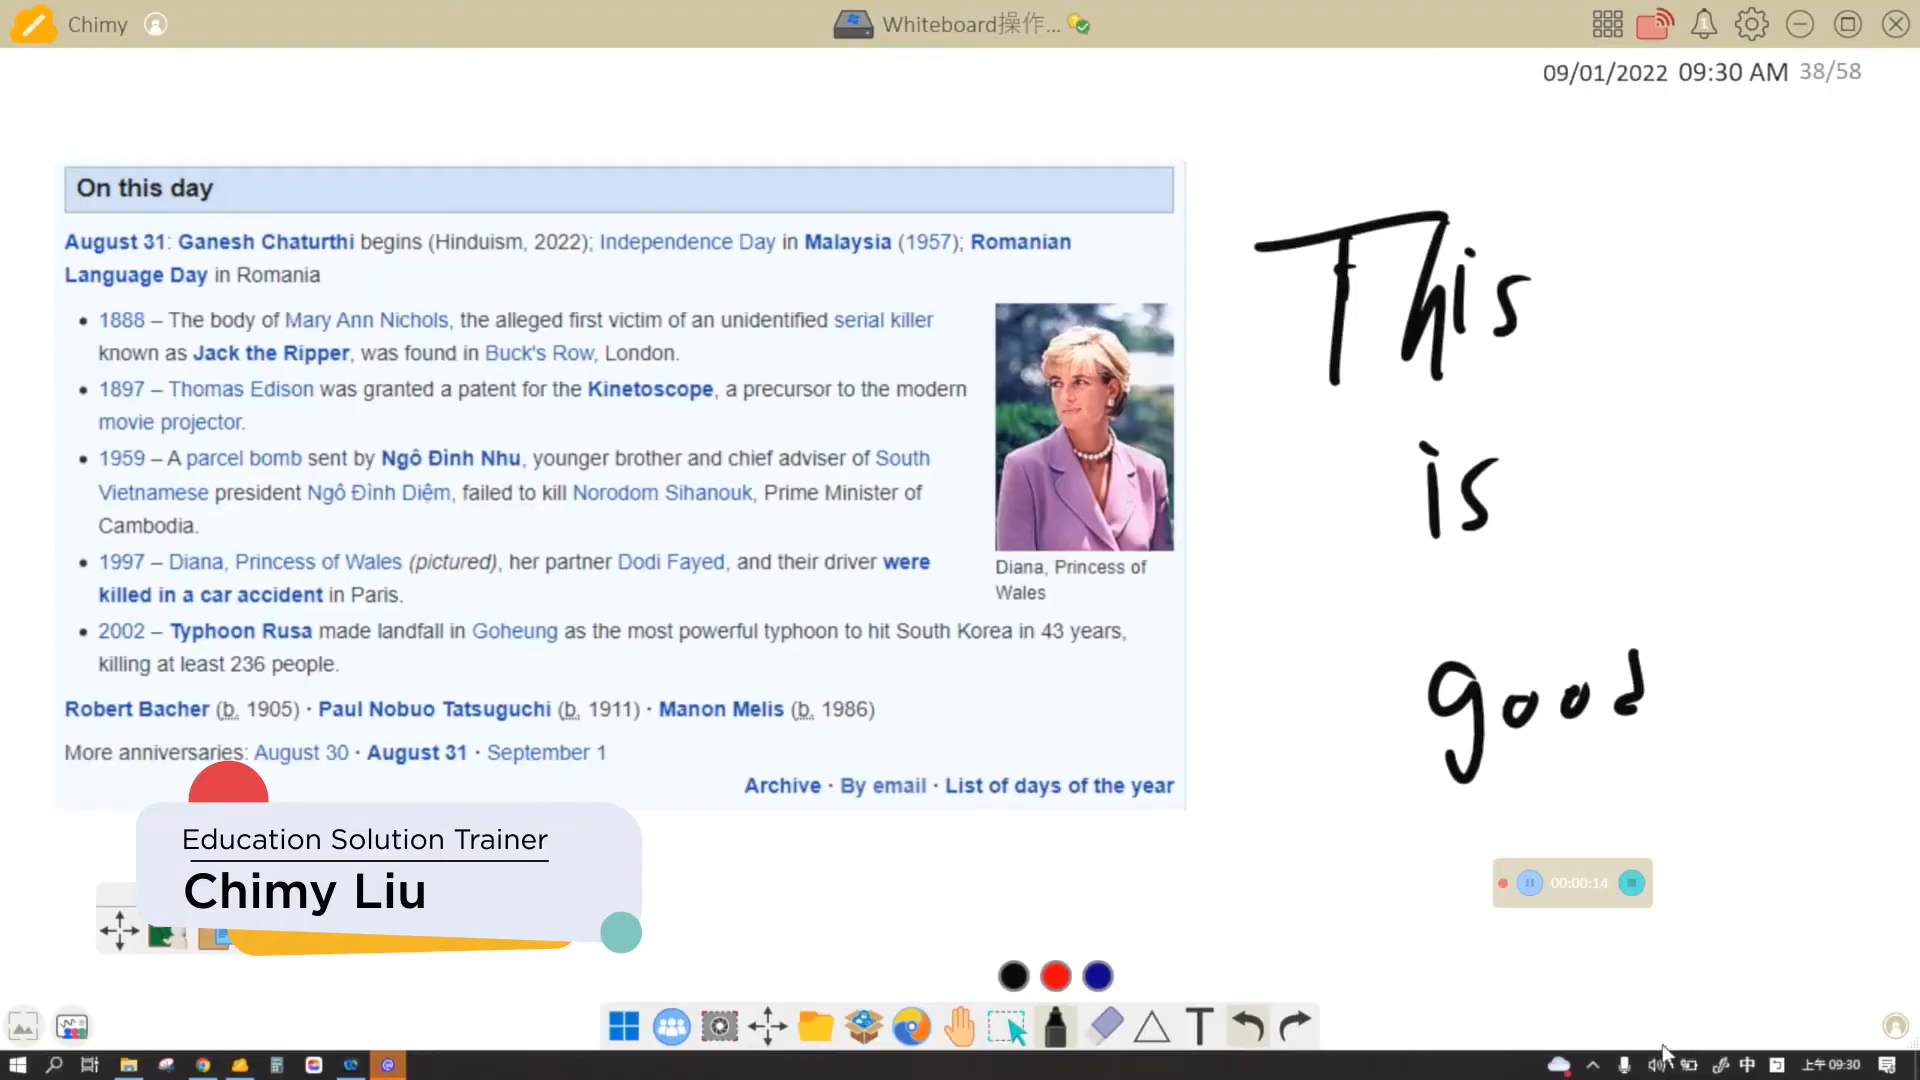 Chimy
Whiteboard操作...
09/01/2022 09:30 AM 38/58
On this day
August 31: Ganesh Chaturthi begins (Hinduism, 2022); Independence Day in Malaysia (1957); Romanian
Language Day in Romania
1888 – The body of Mary Ann Nichols, the alleged first victim of an unidentified serial killer
known as Jack the Ripper, was found in Buck's Row, London.
1897 – Thomas Edison was granted a patent for the Kinetoscope, a precursor to the modern
movie projector.
1959 – A parcel bomb sent by Ngô Đình Nhu, younger brother and chief adviser of South
Vietnamese president Ngô Đình Diệm, failed to kill Norodom Sihanouk, Prime Minister of
Cambodia.
1997 – Diana, Princess of Wales (pictured), her partner Dodi Fayed, and their driver were
killed in a car accident in Paris.
2002 – Typhoon Rusa made landfall in Goheung as the most powerful typhoon to hit South Korea in 43 years,
killing at least 236 people.
Diana, Princess of
Wales
Robert Bacher (b. 1905) · Paul Nobuo Tatsuguchi (b. 1911) · Manon Melis (b. 1986)
More anniversaries: August 30 · August 31 · September 1
Archive · By email · List of days of the year
This
is
good
Education Solution Trainer
Chimy Liu
00:00:14
T
中
上午 09:30